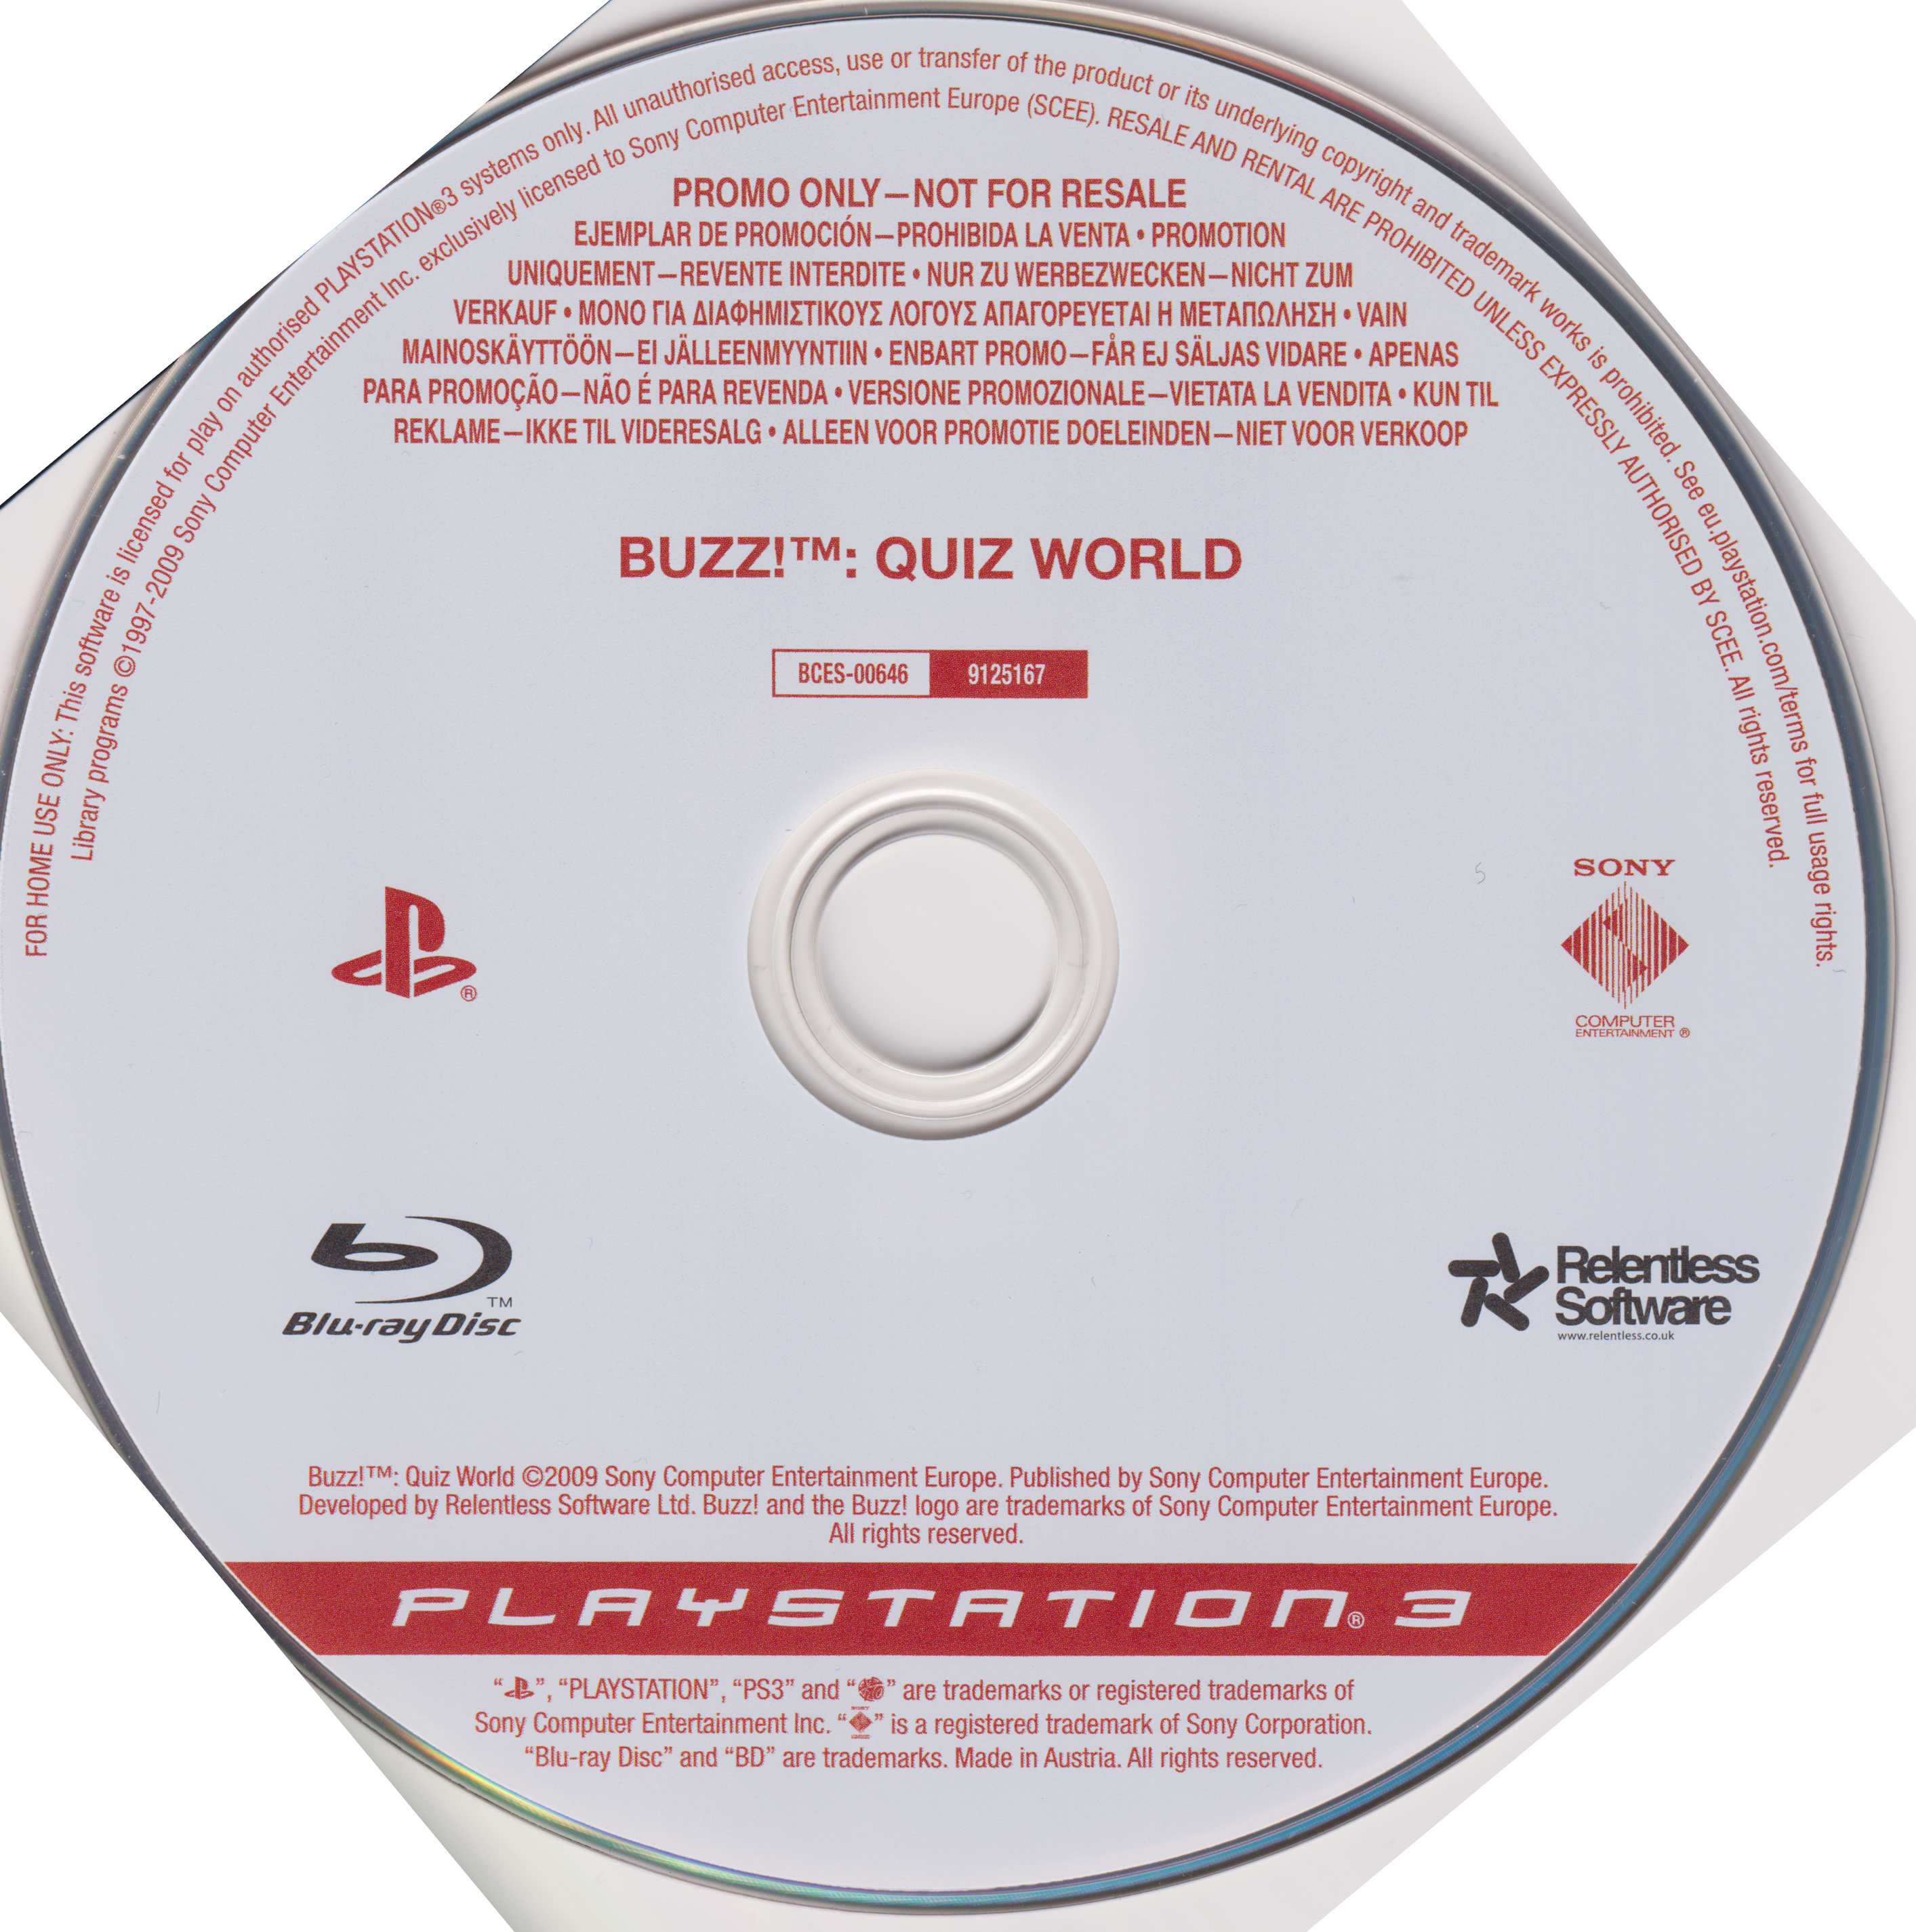 FOR HOME USE ONLY: This software is licensed for play on authorised PLAYSTATION®3 systems only. All unauthorised access, use or transfer of the product or its underlying copyright and trademark works is prohibited. See eu.playstation.com/terms for full usage rights.
Library programs ©1997-2009 Sony Computer Entertainment Inc. exclusively licensed to Sony Computer Entertainment Europe (SCEE). RESALE AND RENTAL ARE PROHIBITED UNLESS EXPRESSLY AUTHORISED BY SCEE. All rights reserved.
PROMO ONLY—NOT FOR RESALE
EJEMPLAR DE PROMOCIÓN—PROHIBIDA LA VENTA • PROMOTION
UNIQUEMENT—REVENTE INTERDITE • NUR ZU WERBEZWECKEN—NICHT ZUM
VERKAUF • ΜΟΝΟ ΓΙΑ ΔΙΑΦΗΜΙΣΤΙΚΟΥΣ ΛΟΓΟΥΣ ΑΠΑΓΟΡΕΥΕΤΑΙ Η ΜΕΤΑΠΩΛΗΣΗ • VAIN
MAINOSKÄYTTÖÖN—EI JÄLLEENMYYNTIIN • ENBART PROMO—FÅR EJ SÄLJAS VIDARE • APENAS
PARA PROMOÇÃO—NÃO É PARA REVENDA • VERSIONE PROMOZIONALE—VIETATA LA VENDITA • KUN TIL
REKLAME—IKKE TIL VIDERESALG • ALLEEN VOOR PROMOTIE DOELEINDEN—NIET VOOR VERKOOP
BUZZ!™: QUIZ WORLD
BCES-00646 9125167
®
SONY
COMPUTER
ENTERTAINMENT ®
™
Blu-ray Disc
Relentless
Software
www.relentless.co.uk
Buzz!™: Quiz World ©2009 Sony Computer Entertainment Europe. Published by Sony Computer Entertainment Europe.
Developed by Relentless Software Ltd. Buzz! and the Buzz! logo are trademarks of Sony Computer Entertainment Europe.
All rights reserved.
PLAYSTATION® 3
“ ”, “PLAYSTATION”, “PS3” and “ ” are trademarks or registered trademarks of
Sony Computer Entertainment Inc. “ ” is a registered trademark of Sony Corporation.
“Blu-ray Disc” and “BD” are trademarks. Made in Austria. All rights reserved.